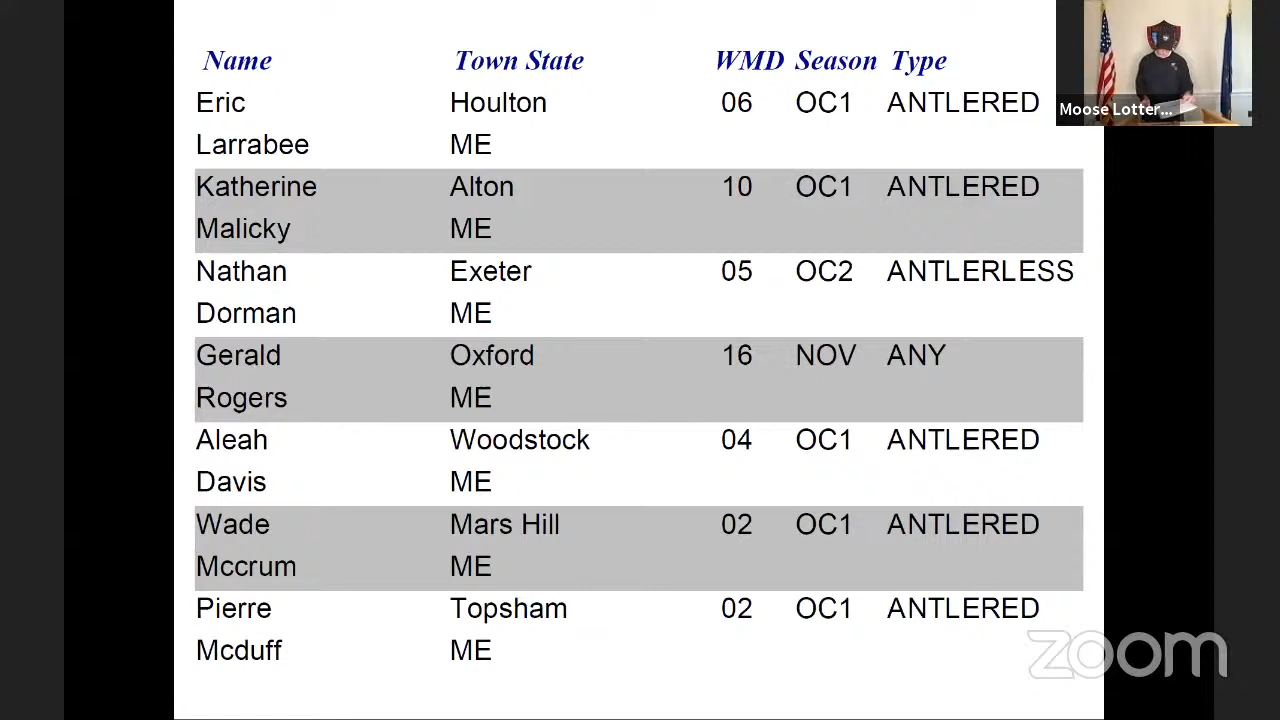 Name Town State WMD Season Type
Eric Houlton 06 OC1 ANTLERED
Larrabee ME
Katherine Alton 10 OC1 ANTLERED
Malicky ME
Nathan Exeter 05 OC2 ANTLERLESS
Dorman ME
Gerald Oxford 16 NOV ANY
Rogers ME
Aleah Woodstock 04 OC1 ANTLERED
Davis ME
Wade Mars Hill 02 OC1 ANTLERED
Mccrum ME
Pierre Topsham 02 OC1 ANTLERED
Mcduff ME
Moose Lotter...
zoom